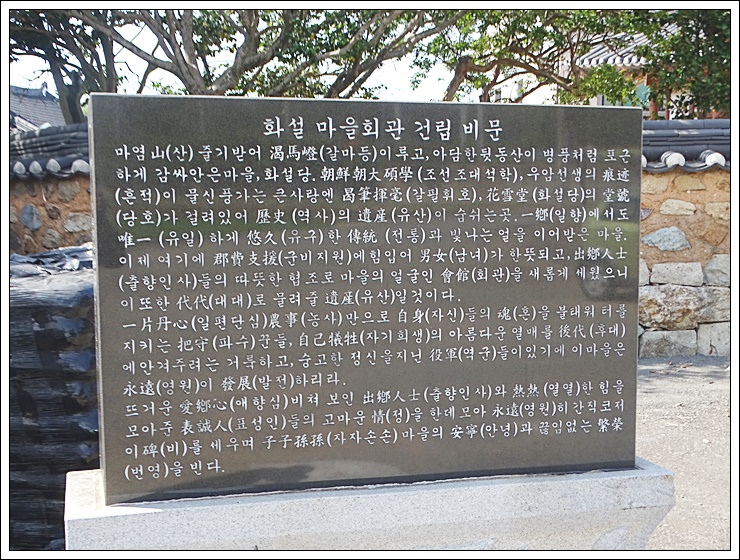 화설 마을회관 건립 비문
마염 山(산) 줄기받어 渴馬嶝(갈마등)이루고, 아담한뒷동산이 병풍처럼 포근
하게 감싸안은마을, 화설당. 朝鮮朝大碩學(조선조대석학), 우암선생의 痕迹
(흔적)이 물신풍가는 큰사랑엔 渴筆揮毫(갈필휘호), 花雪堂(화설당)의 堂號
(당호)가 걸려있어 歷史(역사)의 遺産(유산)이 숨쉬는곳. 一鄕(일향)에서도
唯一(유일) 하게 悠久(유구)한 傳統 (전통)과 빛나는얼을 이어받은 마을.
이제 여기에 郡費支援(군비지원)에힘입어 男女(남녀)가 한뜻되고, 出鄕人士
(출향인사)들의 따뜻한 협조로 마을의 얼굴인 會館(회관)을 새롭게 세웠으니
이또한 代代(대대)로 물려줄 遺産(유산)일것이다.
一片丹心(일편단심)農事(농사)만으로 自身(자신)들의 魂(혼)을 불태워 터를
지키는 把守(파수)꾼들, 自己犧牲(자기희생)의 아름다운열매를 後代(후대)
에안겨주려는 거룩하고, 숭고한 정신을지닌 役軍(역군)들이있기에 이마을은
永遠(영원)이 發展(발전)하리라.
뜨거운 愛鄕心(애향심)비쳐 보인 出鄕人士(출향인사)와 熱熱(열열)한 힘을
모아준 表誠人(표성인)들의 고마운 情(정)을 한데 모아 永遠(영원)히간직코저
이碑(비)를 세우며 子子孫孫(자자손손) 마을의 安寧(안녕)과 끊임없는 繁榮
(번영)을 빈다.